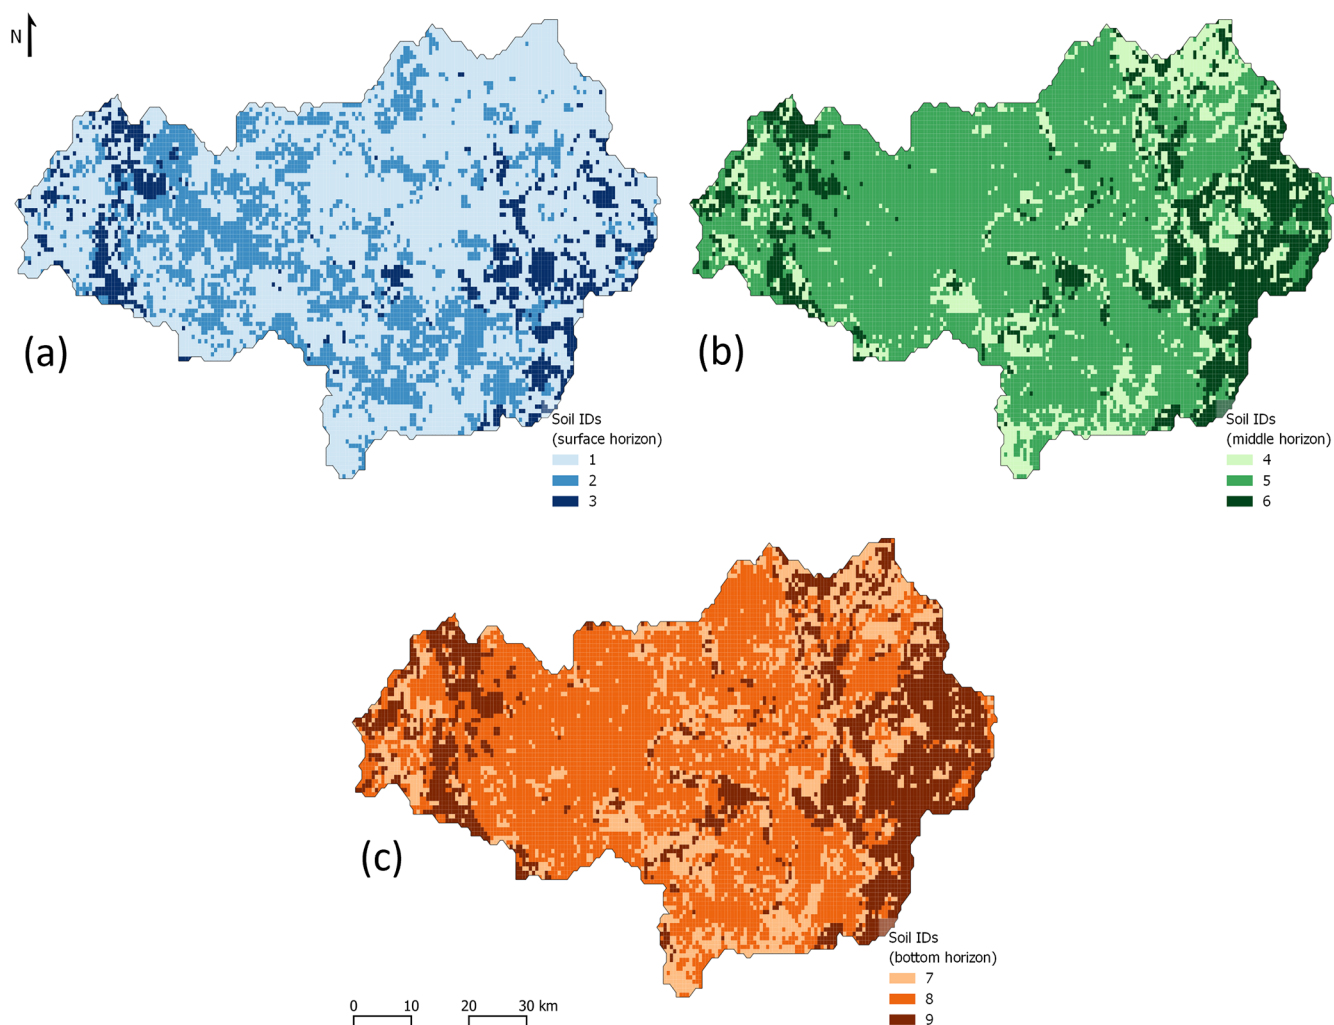 N
(a)
Soil IDs
(surface horizon)
1
2
3
(b)
Soil IDs
(middle horizon)
4
5
6
(c)
Soil IDs
(bottom horizon)
7
8
9
0 10 20 30 km